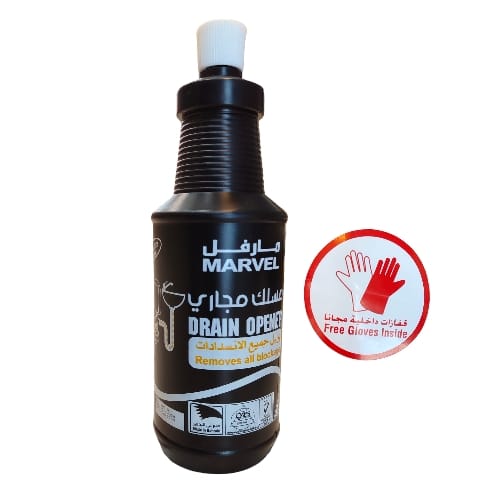 مارفل
MARVEL
مسلك مجاري
DRAIN OPENER
يزيل جميع الانسدادات
Removes all blockages
قفازات داخلية مجانا
Free Gloves Inside